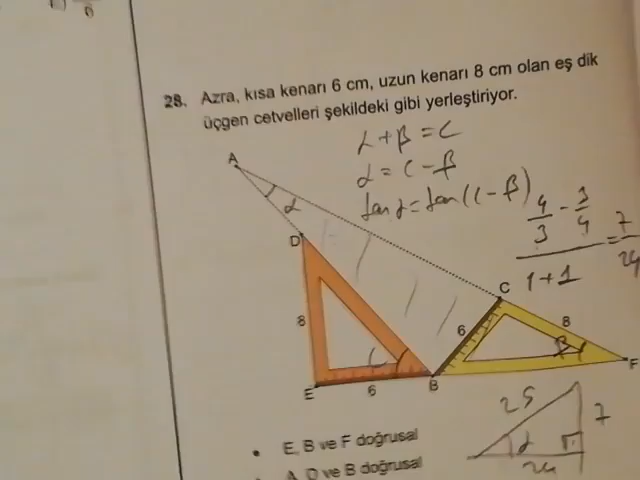 28. Azra, kısa kenarı 6 cm, uzun kenarı 8 cm olan eş dik
üçgen cetvelleri şekildeki gibi yerleştiriyor.
α + β = C
α = C - β
tan α = tan(C - β)
4/3 - 3/4
1 + 1
= 7/24
A
α
D
C
8
6
8
C
B
F
E
6
B
25
7
α
24
• E, B ve F doğrusal
• A, D ve B doğrusal